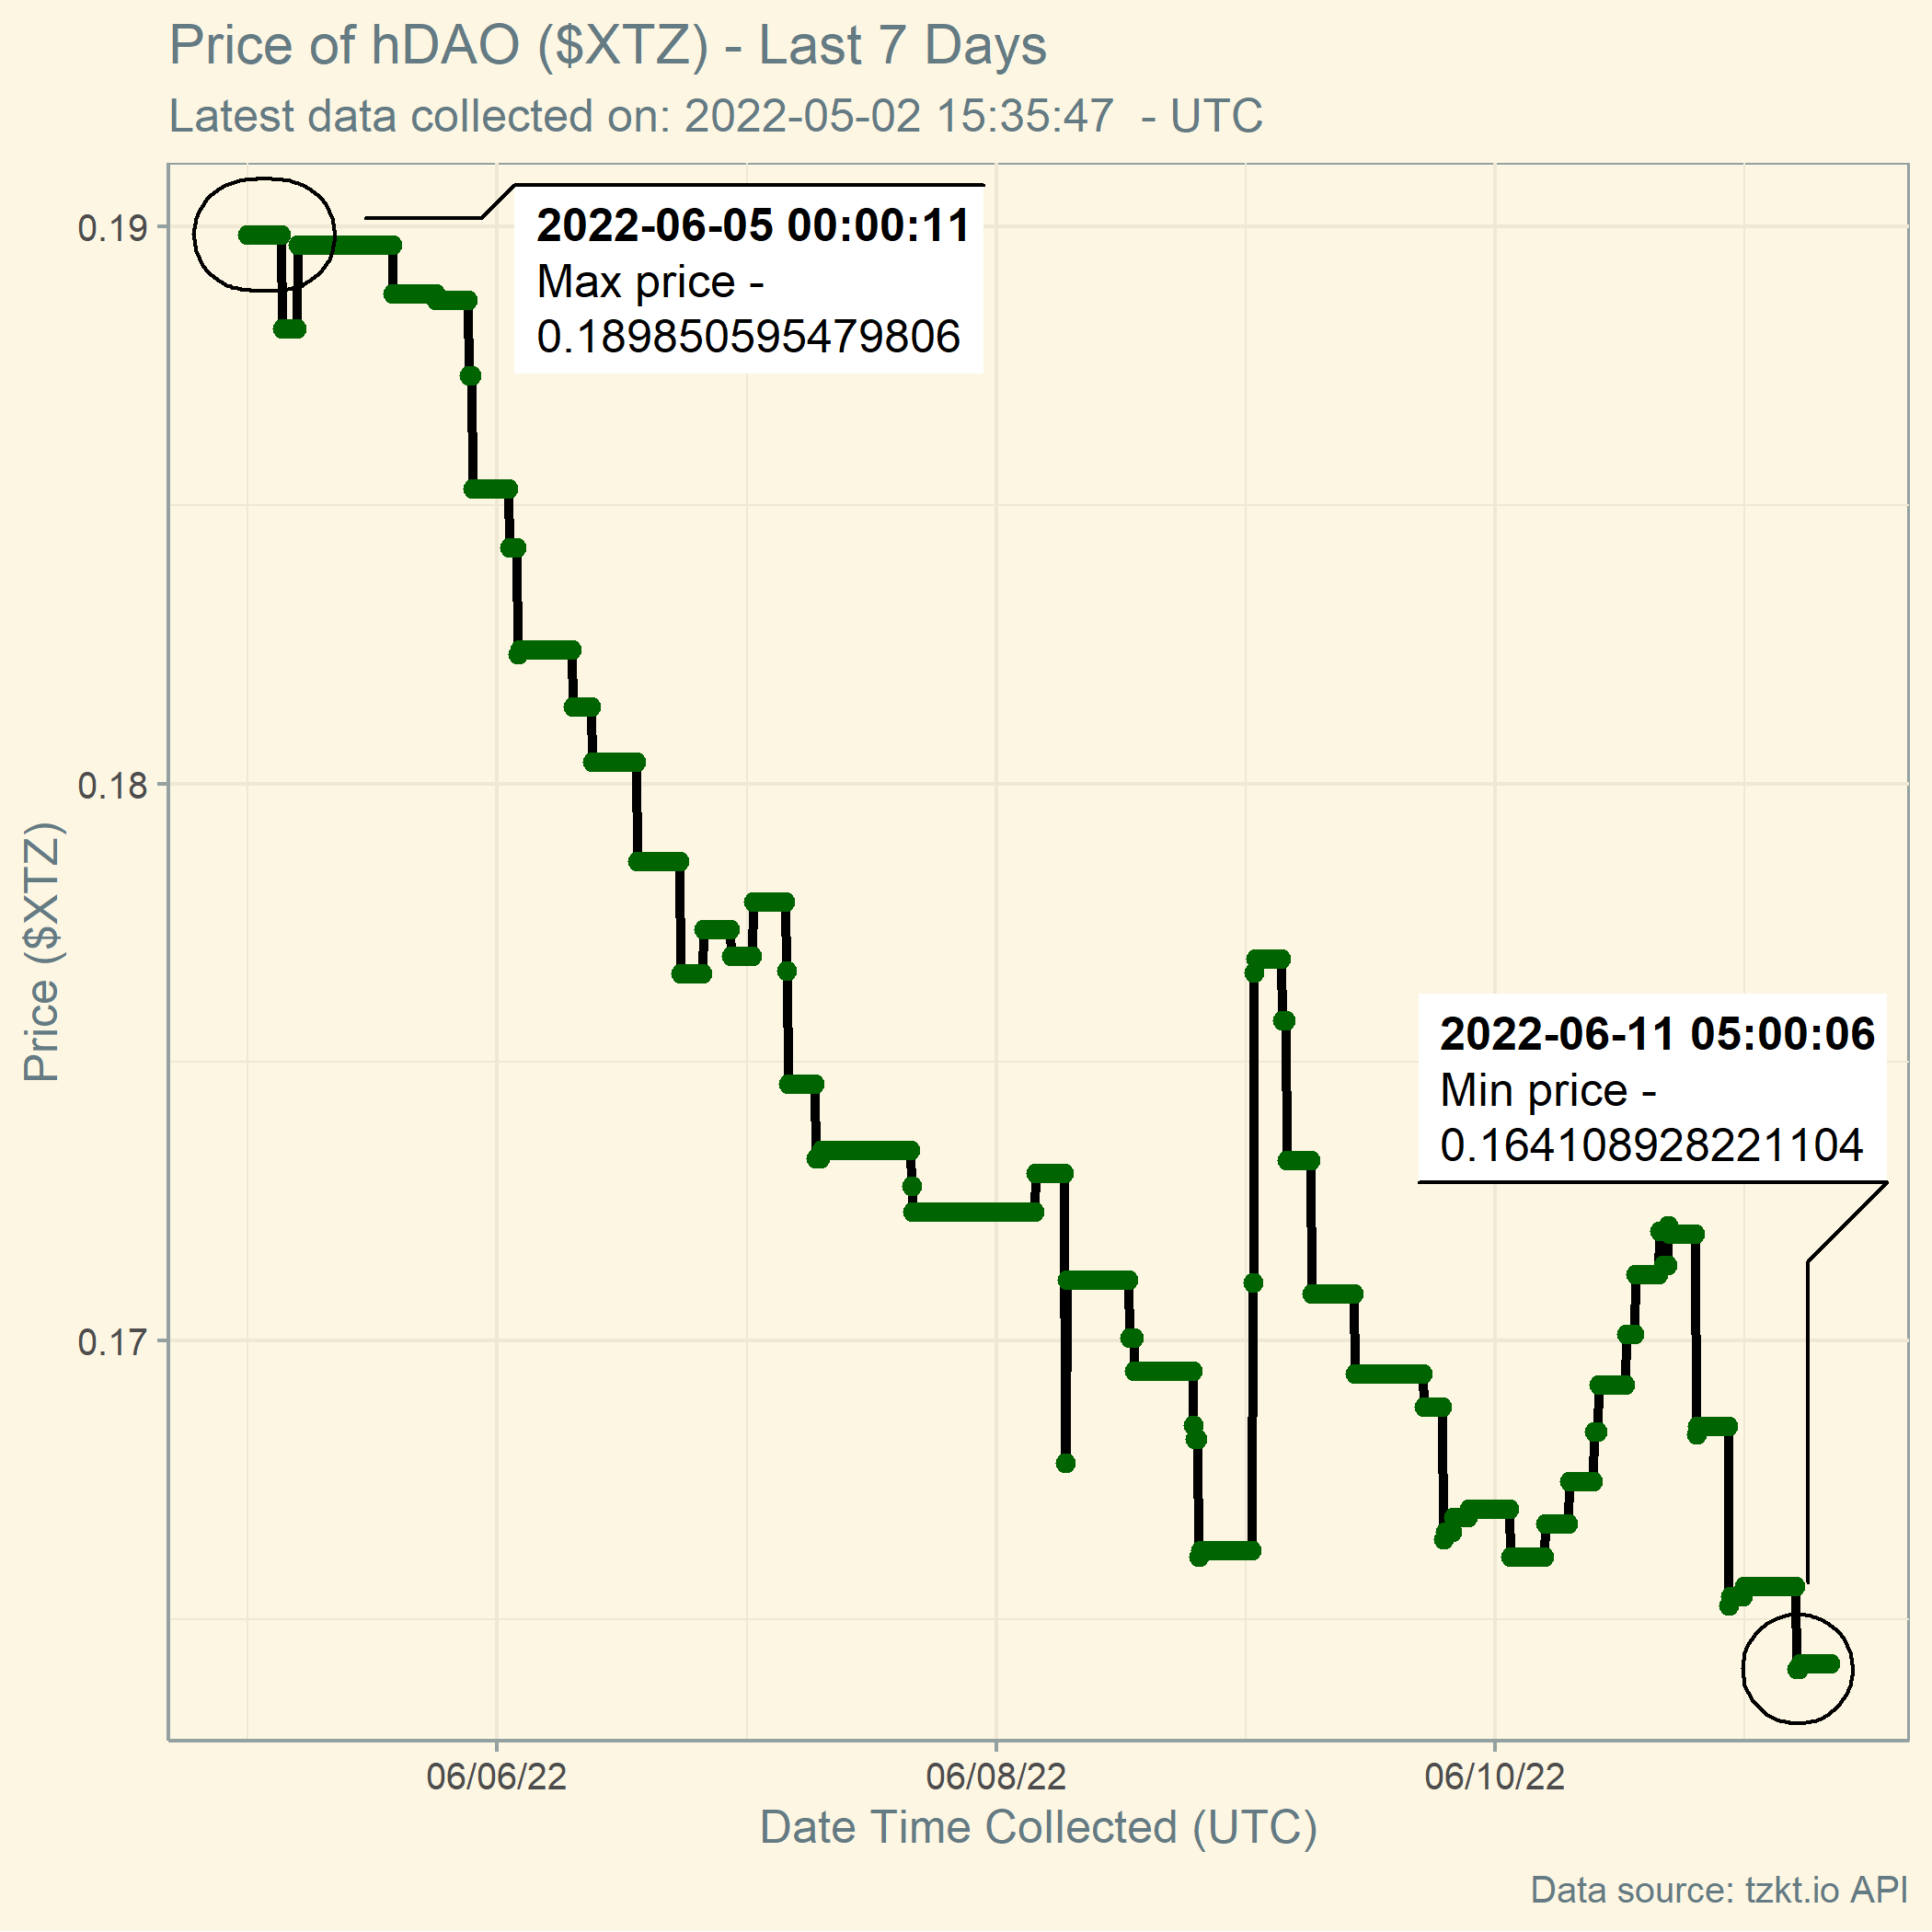 Price of hDAO ($XTZ) - Last 7 Days
Latest data collected on: 2022-05-02 15:35:47  - UTC
0.19
2022-06-05 00:00:11
Max price -
0.189850595479806
0.18
Price ($XTZ)
2022-06-11 05:00:06
Min price -
0.164108928221104
0.17
06/06/22
06/08/22
06/10/22
Date Time Collected (UTC)
Data source: tzkt.io API